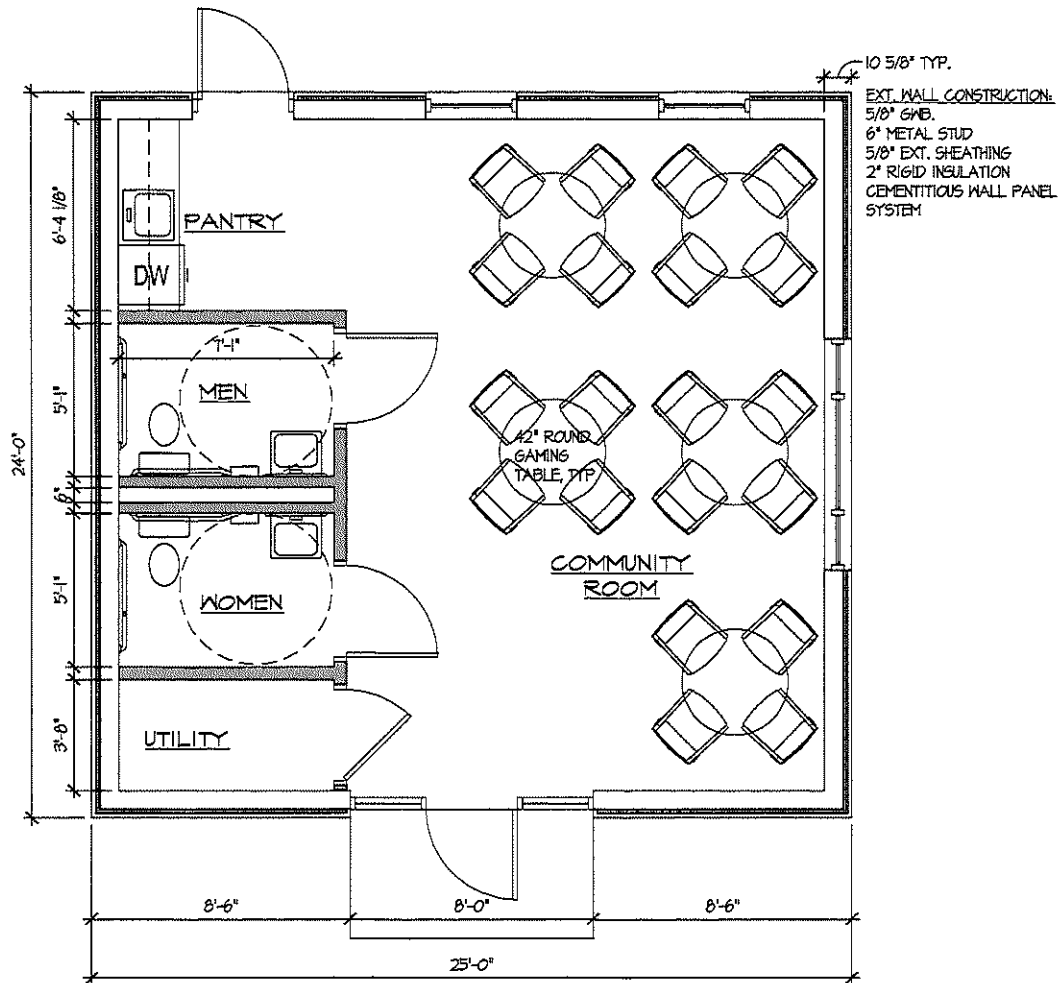 10 5/8" TYP.
EXT. WALL CONSTRUCTION:
5/8" GWB.
6" METAL STUD
5/8" EXT. SHEATHING
2" RIGID INSULATION
CEMENTITIOUS WALL PANEL
SYSTEM
6'-4 1/8"
PANTRY
DW
7'-1"
MEN
5'-1"
24'-0"
42" ROUND
GAMING
TABLE, TYP
6"
COMMUNITY
ROOM
5'-1"
WOMEN
3'-8"
UTILITY
8'-6"
8'-0"
8'-6"
25'-0"